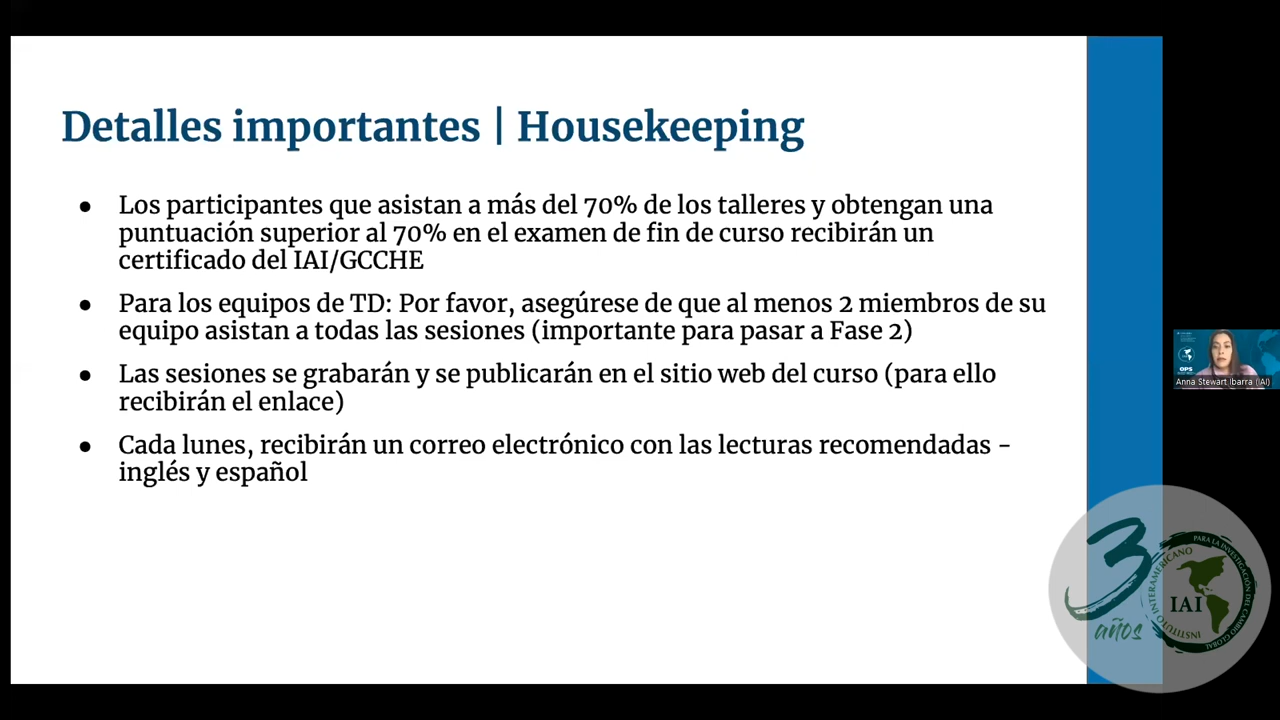 Detalles importantes | Housekeeping
● Los participantes que asistan a más del 70% de los talleres y obtengan una
puntuación superior al 70% en el examen de fin de curso recibirán un
certificado del IAI/GCCHE
● Para los equipos de TD: Por favor, asegúrese de que al menos 2 miembros de su
equipo asistan a todas las sesiones (importante para pasar a Fase 2)
● Las sesiones se grabarán y se publicarán en el sitio web del curso (para ello
recibirán el enlace)
● Cada lunes, recibirán un correo electrónico con las lecturas recomendadas -
inglés y español
OPS
Anna Stewart Ibarra (IAI)
3
años
INSTITUTO INTERAMERICANO
PARA LA INVESTIGACIÓN DEL CAMBIO GLOBAL
IAI